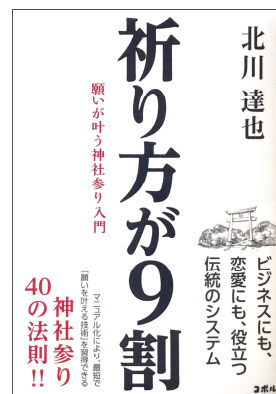 北川達也
祈り方が9割
願いが叶う神社参り入門
ビジネスにも、
恋愛にも、役立つ
伝統のシステム
マニュアル化により、最短で
「願いを叶える技術」を習得できる
神社参り
40の法則!!
コボル